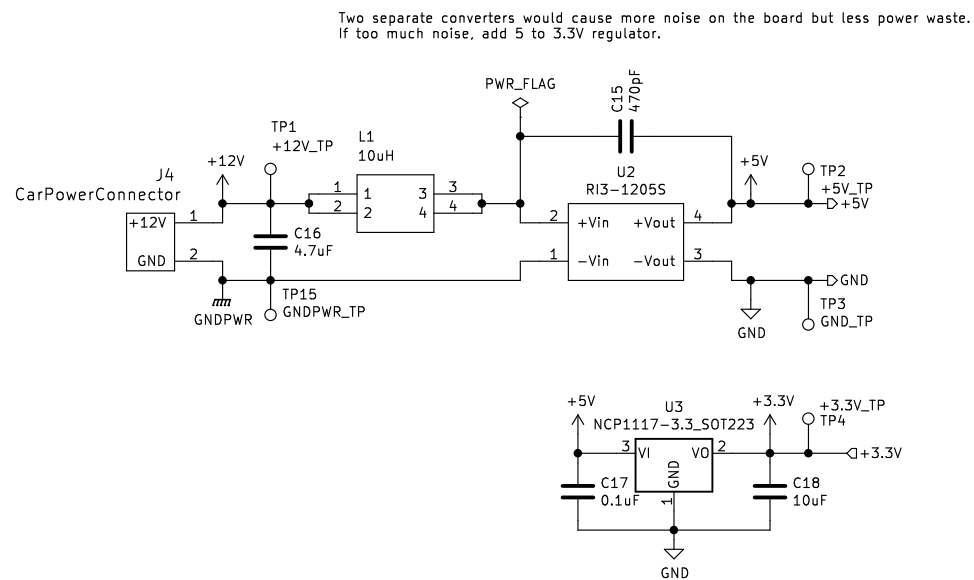 Two separate converters would cause more noise on the board but less power waste.
If too much noise, add 5 to 3.3V regulator.
PWR_FLAG
C15
470pF
TP1
+12V_TP
L1
10uH
U2
RI3-1205S
+5V
TP2
+5V_TP
+5V
J4
CarPowerConnector
+12V
1
1
2
1
2
3
4
3
4
+12V
1
GND
2
C16
4.7uF
2
+Vin
+Vout
4
1
-Vin
-Vout
3
GNDPWR
TP15
GNDPWR_TP
GND
GND
TP3
GND_TP
+5V
U3
NCP1117-3.3_SOT223
+3.3V
+3.3V_TP
TP4
3
VI
VO
2
+3.3V
GND
1
C17
0.1uF
C18
10uF
GND